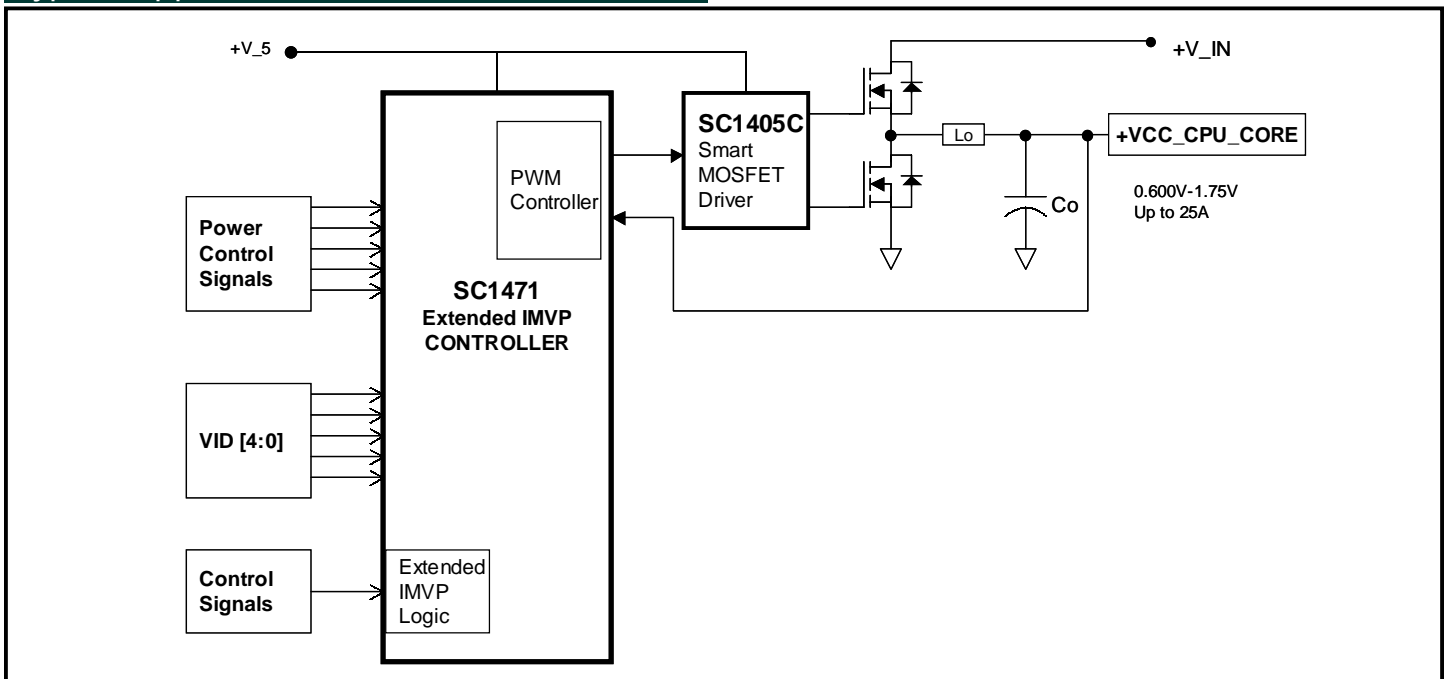 +V_5
+V_IN
SC1405C
Smart
MOSFET
Driver
Lo
+VCC_CPU_CORE
PWM
Controller
Co
0.600V-1.75V
Up to 25A
Power
Control
Signals
SC1471
Extended IMVP
CONTROLLER
VID [4:0]
Control
Signals
Extended
IMVP
Logic